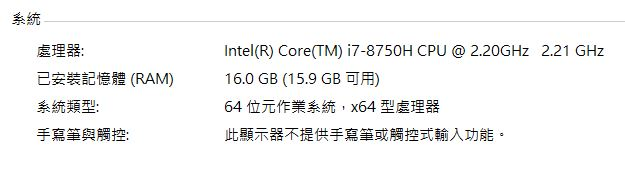 系統
處理器: Intel(R) Core(TM) i7-8750H CPU @ 2.20GHz 2.21 GHz
已安裝記憶體 (RAM) 16.0 GB (15.9 GB 可用)
系統類型: 64 位元作業系統，x64 型處理器
手寫筆與觸控: 此顯示器不提供手寫筆或觸控式輸入功能。